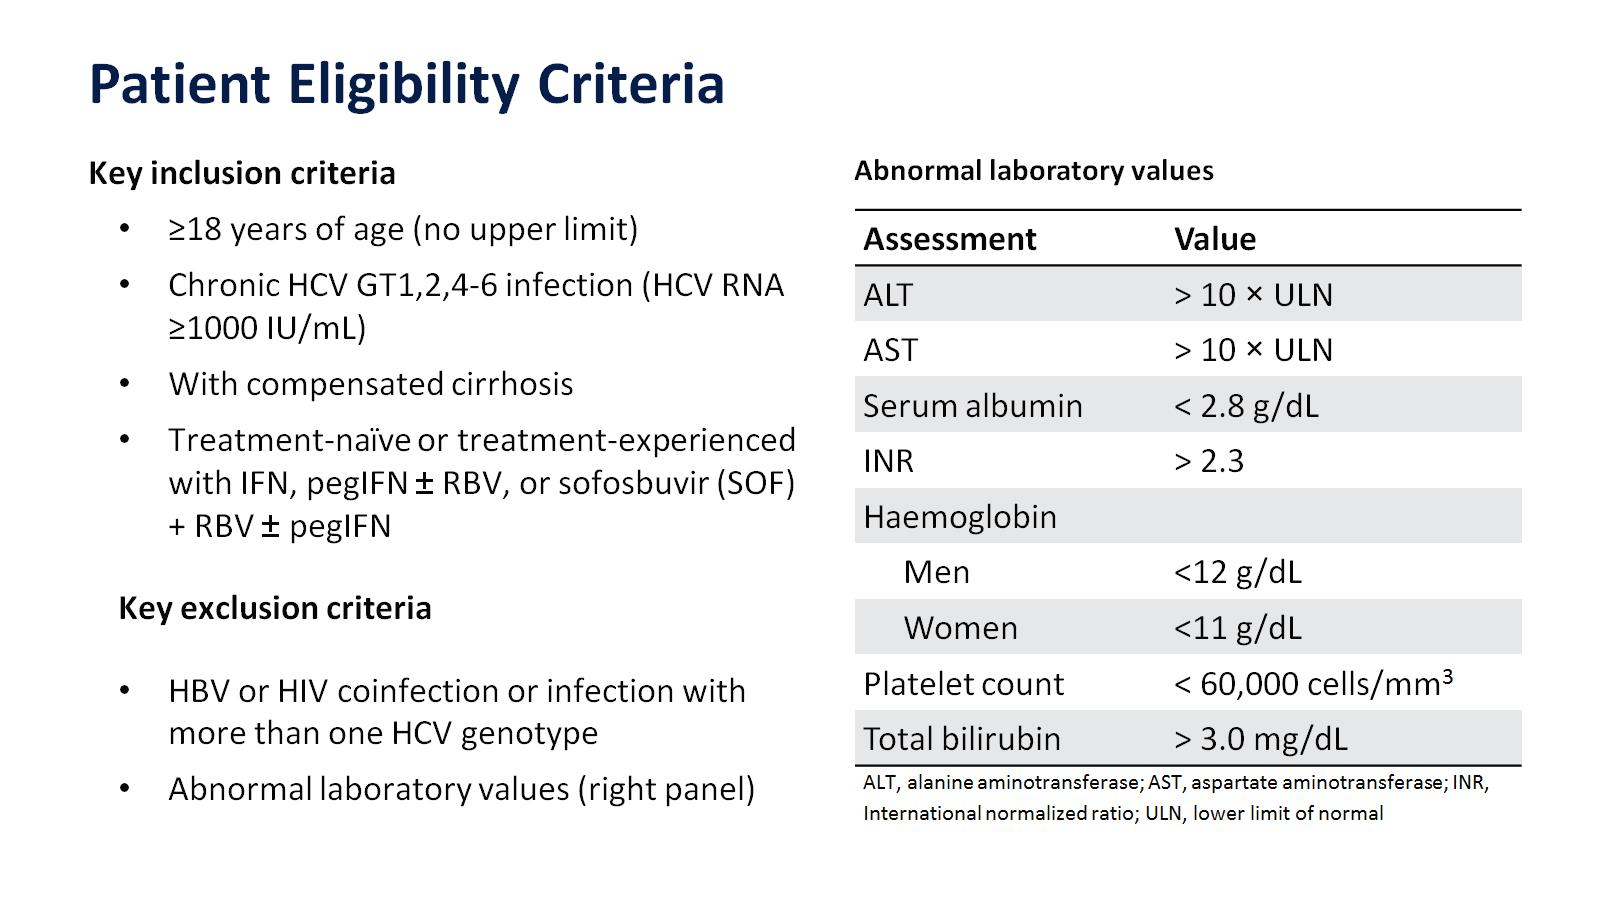 Patient Eligibility Criteria
Key inclusion criteria
• ≥18 years of age (no upper limit)
• Chronic HCV GT1,2,4-6 infection (HCV RNA
≥1000 IU/mL)
• With compensated cirrhosis
• Treatment-naïve or treatment-experienced
with IFN, pegIFN ± RBV, or sofosbuvir (SOF)
+ RBV ± pegIFN
Key exclusion criteria
• HBV or HIV coinfection or infection with
more than one HCV genotype
• Abnormal laboratory values (right panel)
Abnormal laboratory values
Assessment Value
ALT > 10 × ULN
AST > 10 × ULN
Serum albumin < 2.8 g/dL
INR > 2.3
Haemoglobin
Men <12 g/dL
Women <11 g/dL
Platelet count < 60,000 cells/mm³
Total bilirubin > 3.0 mg/dL
ALT, alanine aminotransferase; AST, aspartate aminotransferase; INR,
International normalized ratio; ULN, lower limit of normal